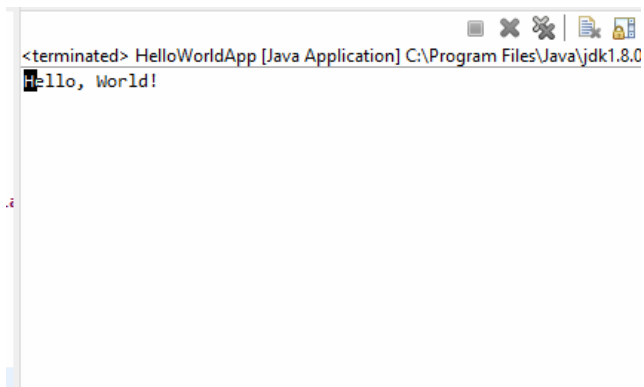 <terminated> HelloWorldApp [Java Application] C:\Program Files\Java\jdk1.8.0
Hello, World!
.a